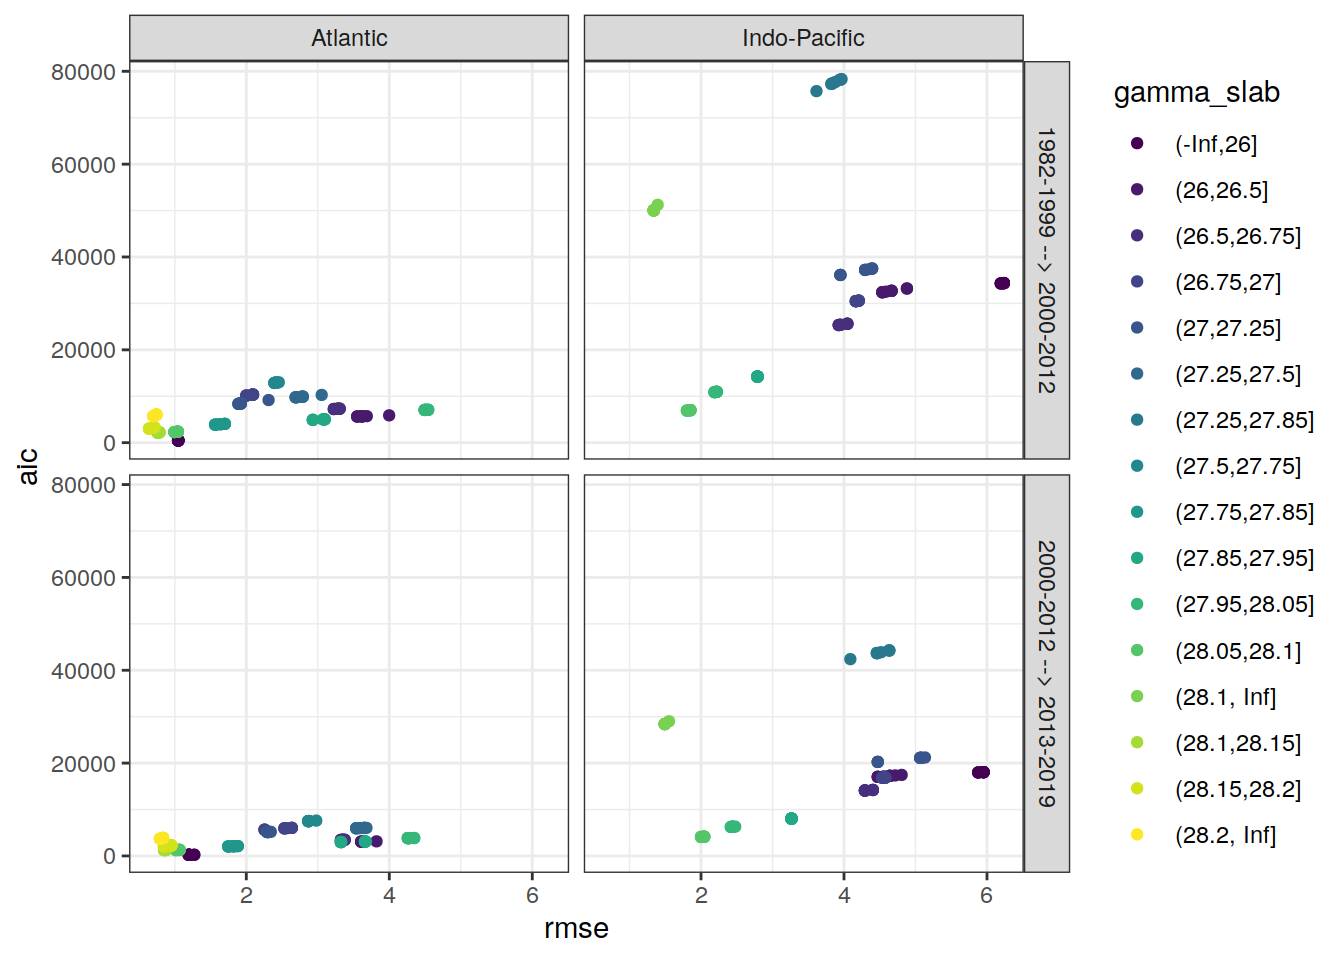 Atlantic
Indo-Pacific
80000
60000
40000
20000
0
1982-1999 --> 2000-2012
80000
60000
40000
20000
0
2000-2012 --> 2013-2019
2
4
6
2
4
6
rmse
aic
gamma_slab
(-Inf,26]
(26,26.5]
(26.5,26.75]
(26.75,27]
(27,27.25]
(27.25,27.5]
(27.25,27.85]
(27.5,27.75]
(27.75,27.85]
(27.85,27.95]
(27.95,28.05]
(28.05,28.1]
(28.1, Inf]
(28.1,28.15]
(28.15,28.2]
(28.2, Inf]